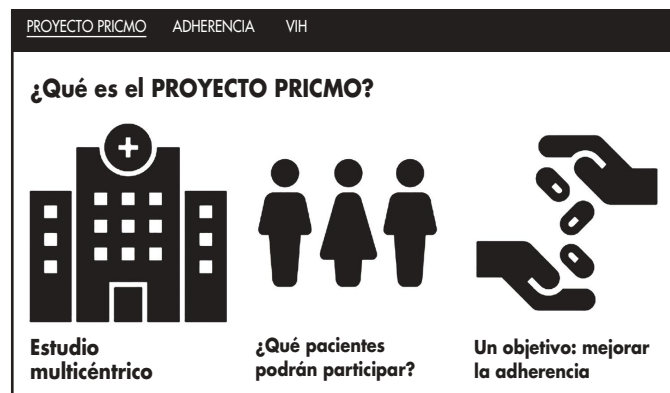 PROYECTO PRICMO ADHERENCIA VIH
¿Qué es el PROYECTO PRICMO?
Estudio
multicéntrico
¿Qué pacientes
podrán participar?
Un objetivo: mejorar
la adherencia